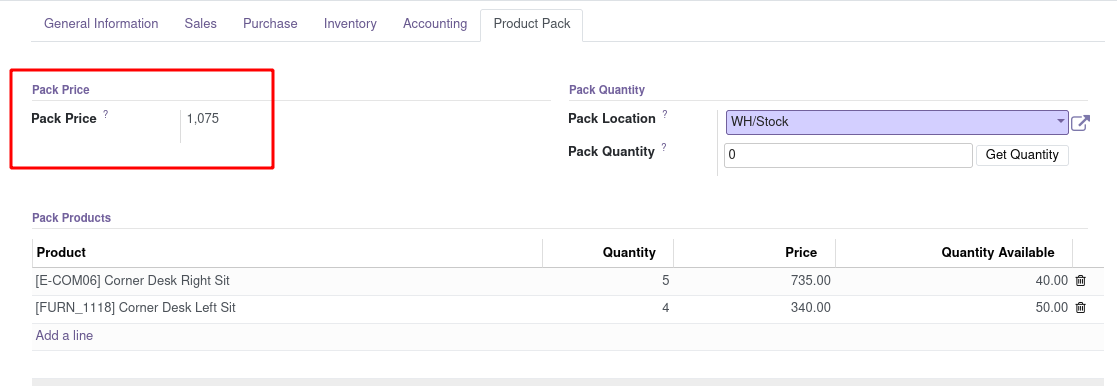 General Information Sales Purchase Inventory Accounting Product Pack
Pack Price
Pack Price ? 1,075
Pack Quantity
Pack Location ? WH/Stock
Pack Quantity ? 0 Get Quantity
Pack Products
Product Quantity Price Quantity Available
[E-COM06] Corner Desk Right Sit 5 735.00 40.00
[FURN_1118] Corner Desk Left Sit 4 340.00 50.00
Add a line